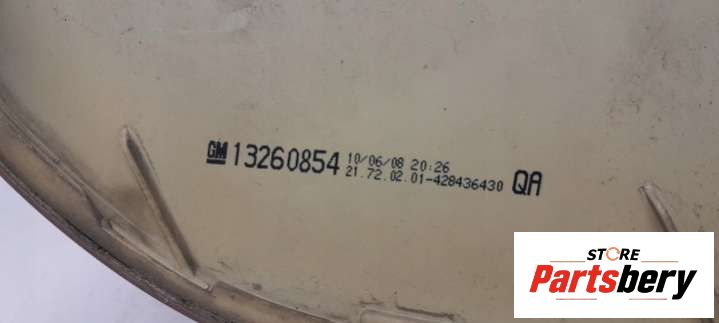 GM 13260854 10/06/08 20:26
21.72.02.01-428436430 QA
STORE
Partsbery